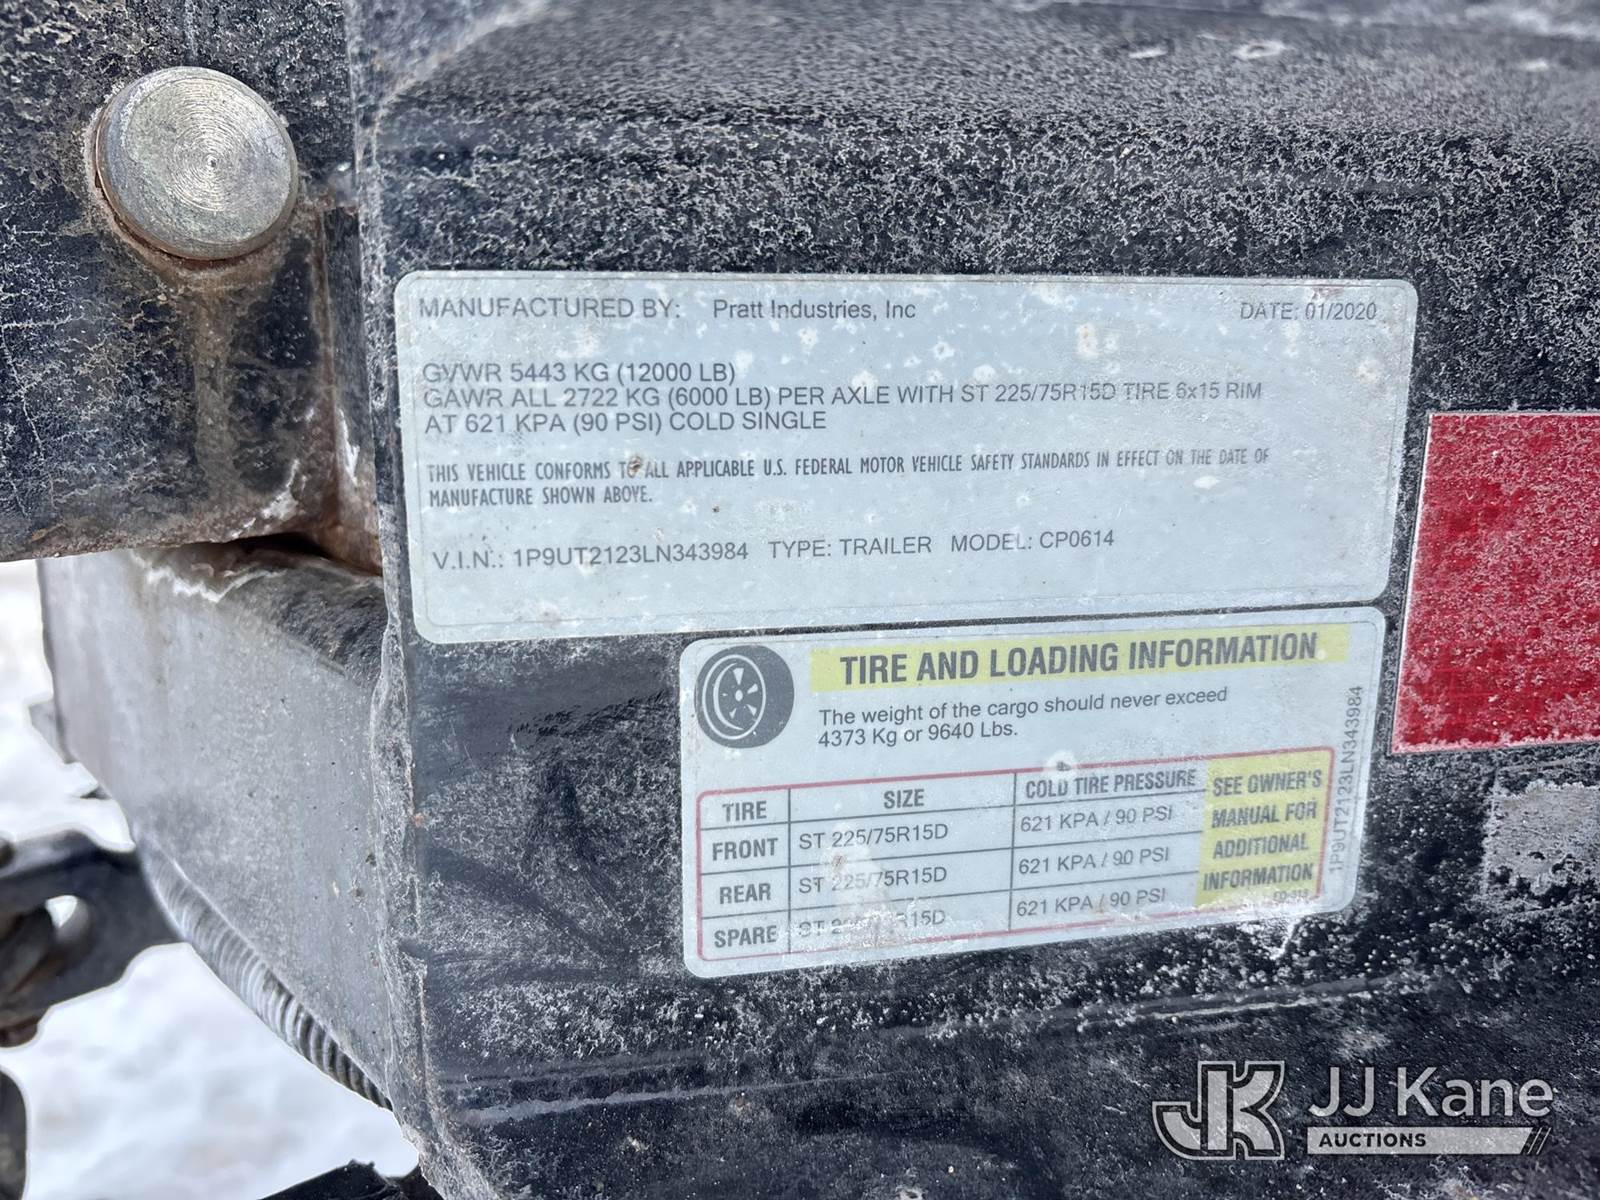 MANUFACTURED BY: Pratt Industries, Inc DATE: 01/2020
GVWR 5443 KG (12000 LB)
GAWR ALL 2722 KG (6000 LB) PER AXLE WITH ST 225/75R15D TIRE 6x15 RIM
AT 621 KPA (90 PSI) COLD SINGLE
THIS VEHICLE CONFORMS TO ALL APPLICABLE U.S. FEDERAL MOTOR VEHICLE SAFETY STANDARDS IN EFFECT ON THE DATE OF
MANUFACTURE SHOWN ABOVE.
V.I.N.: 1P9UT2123LN343984 TYPE: TRAILER MODEL: CP0614
TIRE AND LOADING INFORMATION
The weight of the cargo should never exceed
4373 Kg or 9640 Lbs.
TIRE SIZE COLD TIRE PRESSURE
FRONT ST 225/75R15D 621 KPA / 90 PSI
REAR ST 225/75R15D 621 KPA / 90 PSI
SPARE ST 225/75R15D 621 KPA / 90 PSI
SEE OWNER'S
MANUAL FOR
ADDITIONAL
INFORMATION
1P9UT2123LN343984
JK JJ Kane
AUCTIONS